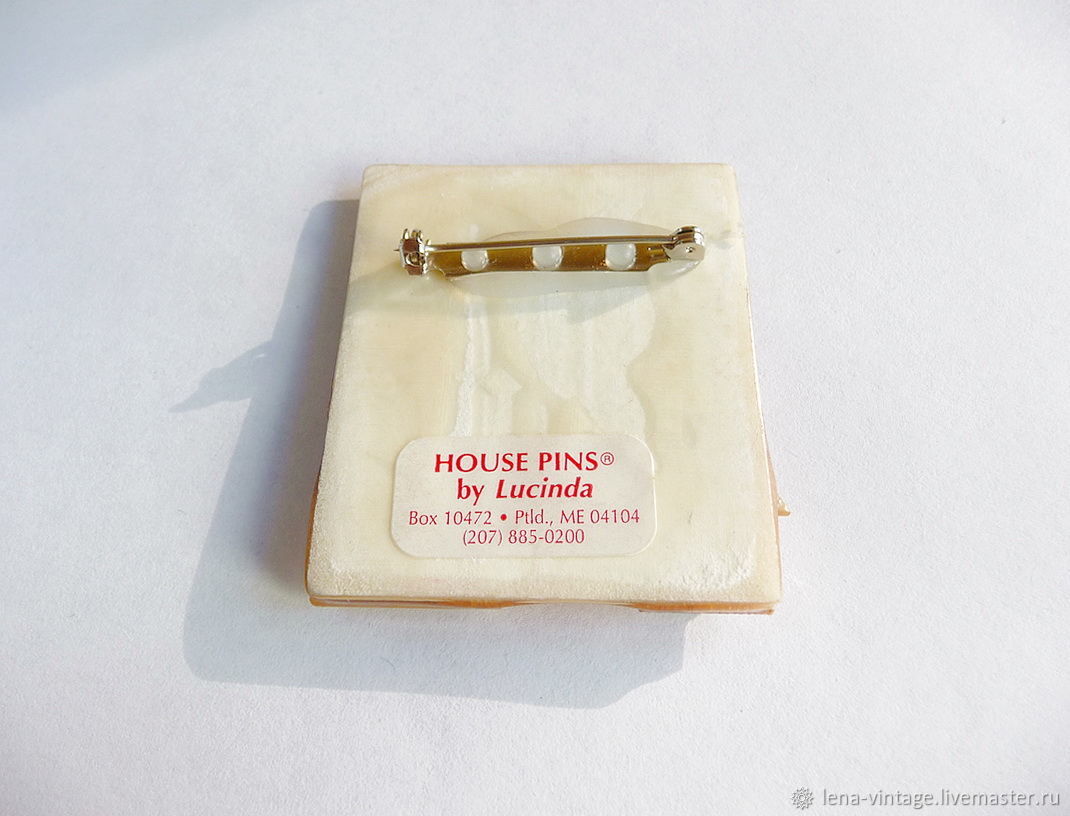 HOUSE PINS®
by Lucinda
Box 10472 • Ptld., ME 04104
(207) 885-0200
lena-vintage.livemaster.ru